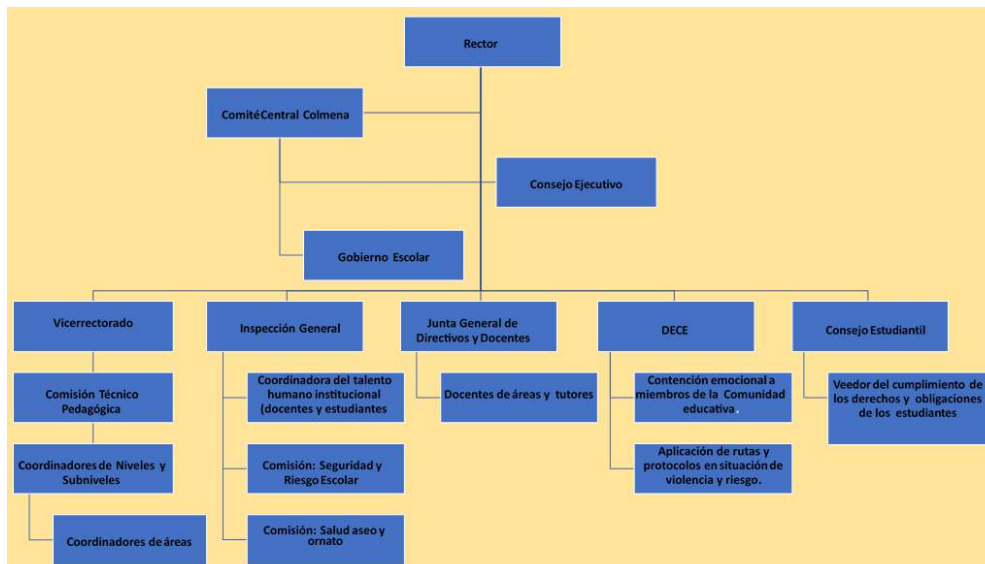 Rector
Comité Central Colmena
Consejo Ejecutivo
Gobierno Escolar
Vicerrectorado
Inspección General
Junta General de
Directivos y Docentes
DECE
Consejo Estudiantil
Comisión Técnico
Pedagógica
Coordinadora del talento
humano institucional
(docentes y estudiantes
Docentes de áreas y tutores
Contención emocional a
miembros de la Comunidad
educativa.
Veedor del cumplimiento de
los derechos y obligaciones
de los estudiantes
Coordinadores de Niveles y
Subniveles
Comisión: Seguridad y
Riesgo Escolar
Aplicación de rutas y
protocolos en situación de
violencia y riesgo.
Coordinadores de áreas
Comisión: Salud aseo y
ornato